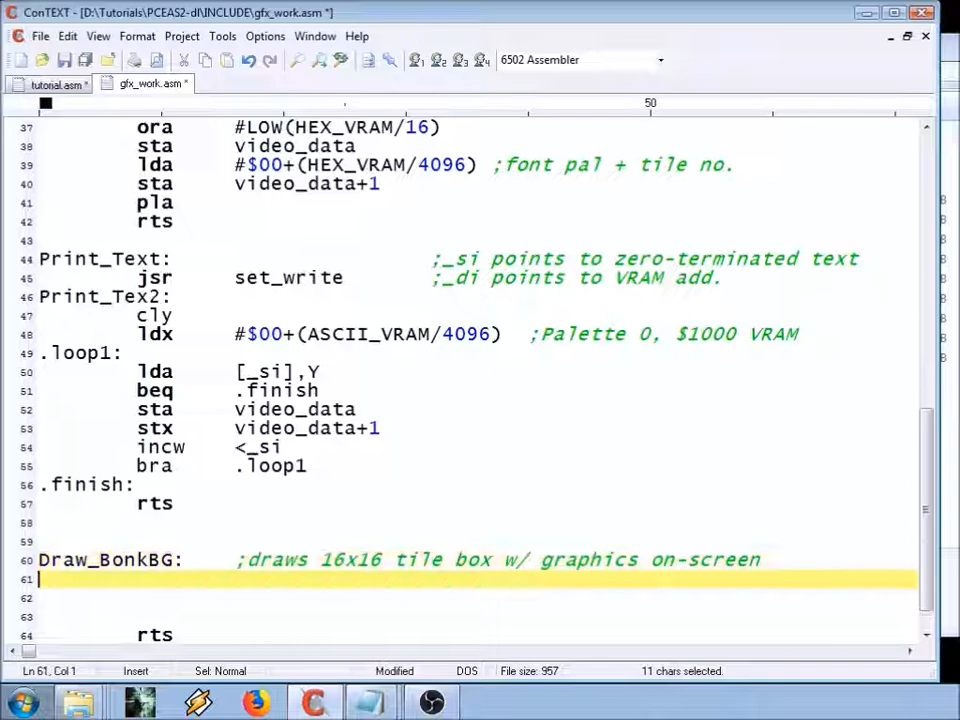 ConTEXT - [D:\Tutorials\PCEAS2-dl\INCLUDE\gfx_work.asm *]
File Edit View Format Project Tools Options Window Help
6502 Assembler
tutorial.asm * gfx_work.asm *
50
37 ora #LOW(HEX_VRAM/16)
38 sta video_data
39 lda #$00+(HEX_VRAM/4096) ;font pal + tile no.
40 sta video_data+1
41 pla
42 rts
43
44 Print_Text: ;_si points to zero-terminated text
45 jsr set_write ;_di points to VRAM add.
46 Print_Tex2:
47 cly
48 ldx #$00+(ASCII_VRAM/4096) ;Palette 0, $1000 VRAM
49 .loop1:
50 lda [_si],Y
51 beq .finish
52 sta video_data
53 stx video_data+1
54 incw <_si
55 bra .loop1
56 .finish:
57 rts
58
59
60 Draw_BonkBG: ;draws 16x16 tile box w/ graphics on-screen
61
62
63
64 rts
Ln 61, Col 1 Insert Sel: Normal Modified DOS File size: 957 11 chars selected.